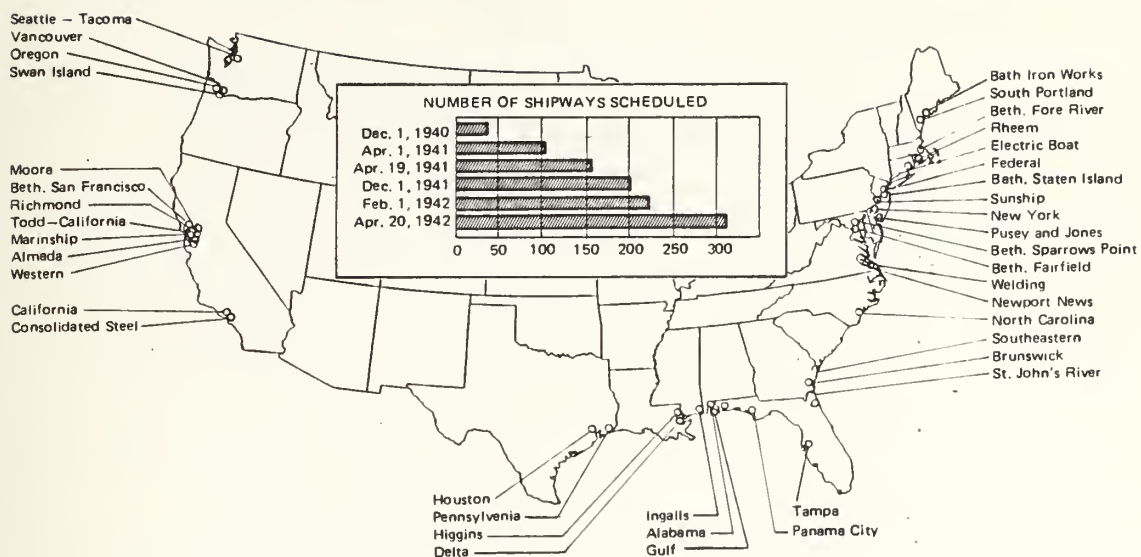 Seattle – Tacoma
Vancouver
Oregon
Swan Island
NUMBER OF SHIPWAYS SCHEDULED
Dec. 1, 1940
Apr. 1, 1941
Apr. 19, 1941
Dec. 1, 1941
Feb. 1, 1942
Apr. 20, 1942
0 50 100 150 200 250 300
Moora
Beth. San Francisco
Richmond
Todd–California
Marinship
Almada
Western
California
Consolidated Steel
Bath Iron Works
South Portland
Beth. Fore River
Rheem
Electric Boat
Federal
Bath. Staten Island
Sunship
New York
Pusey and Jones
Beth. Sparrows Point
Beth. Fairfield
Welding
Newport News
North Carolina
Southeastern
Brunswick
St. John's River
Houston
Pennsylvenia
Higgins
Delta
Ingalls
Alabama
Gulf
Tampa
Panama City